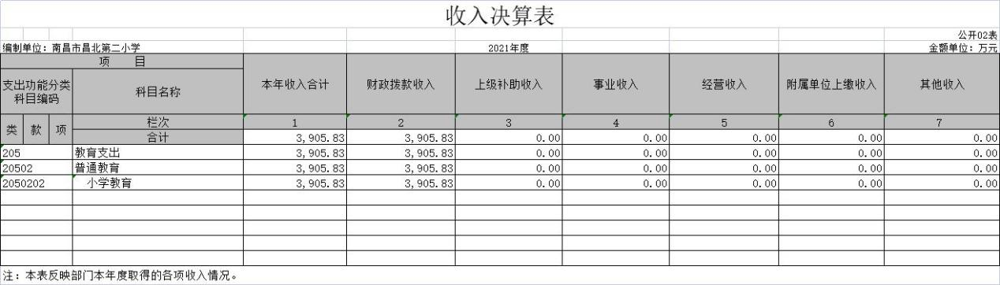 收入决算表
公开02表
编制单位：南昌市昌北第二小学 2021年度 金额单位：万元
项 目 本年收入合计 财政拨款收入 上级补助收入 事业收入 经营收入 附属单位上缴收入 其他收入
支出功能分类科目编码 科目名称
类 款 项 栏次 1 2 3 4 5 6 7
合计 3,905.83 3,905.83 0.00 0.00 0.00 0.00 0.00
205 教育支出 3,905.83 3,905.83 0.00 0.00 0.00 0.00 0.00
20502 普通教育 3,905.83 3,905.83 0.00 0.00 0.00 0.00 0.00
2050202 小学教育 3,905.83 3,905.83 0.00 0.00 0.00 0.00 0.00
注：本表反映部门本年度取得的各项收入情况。